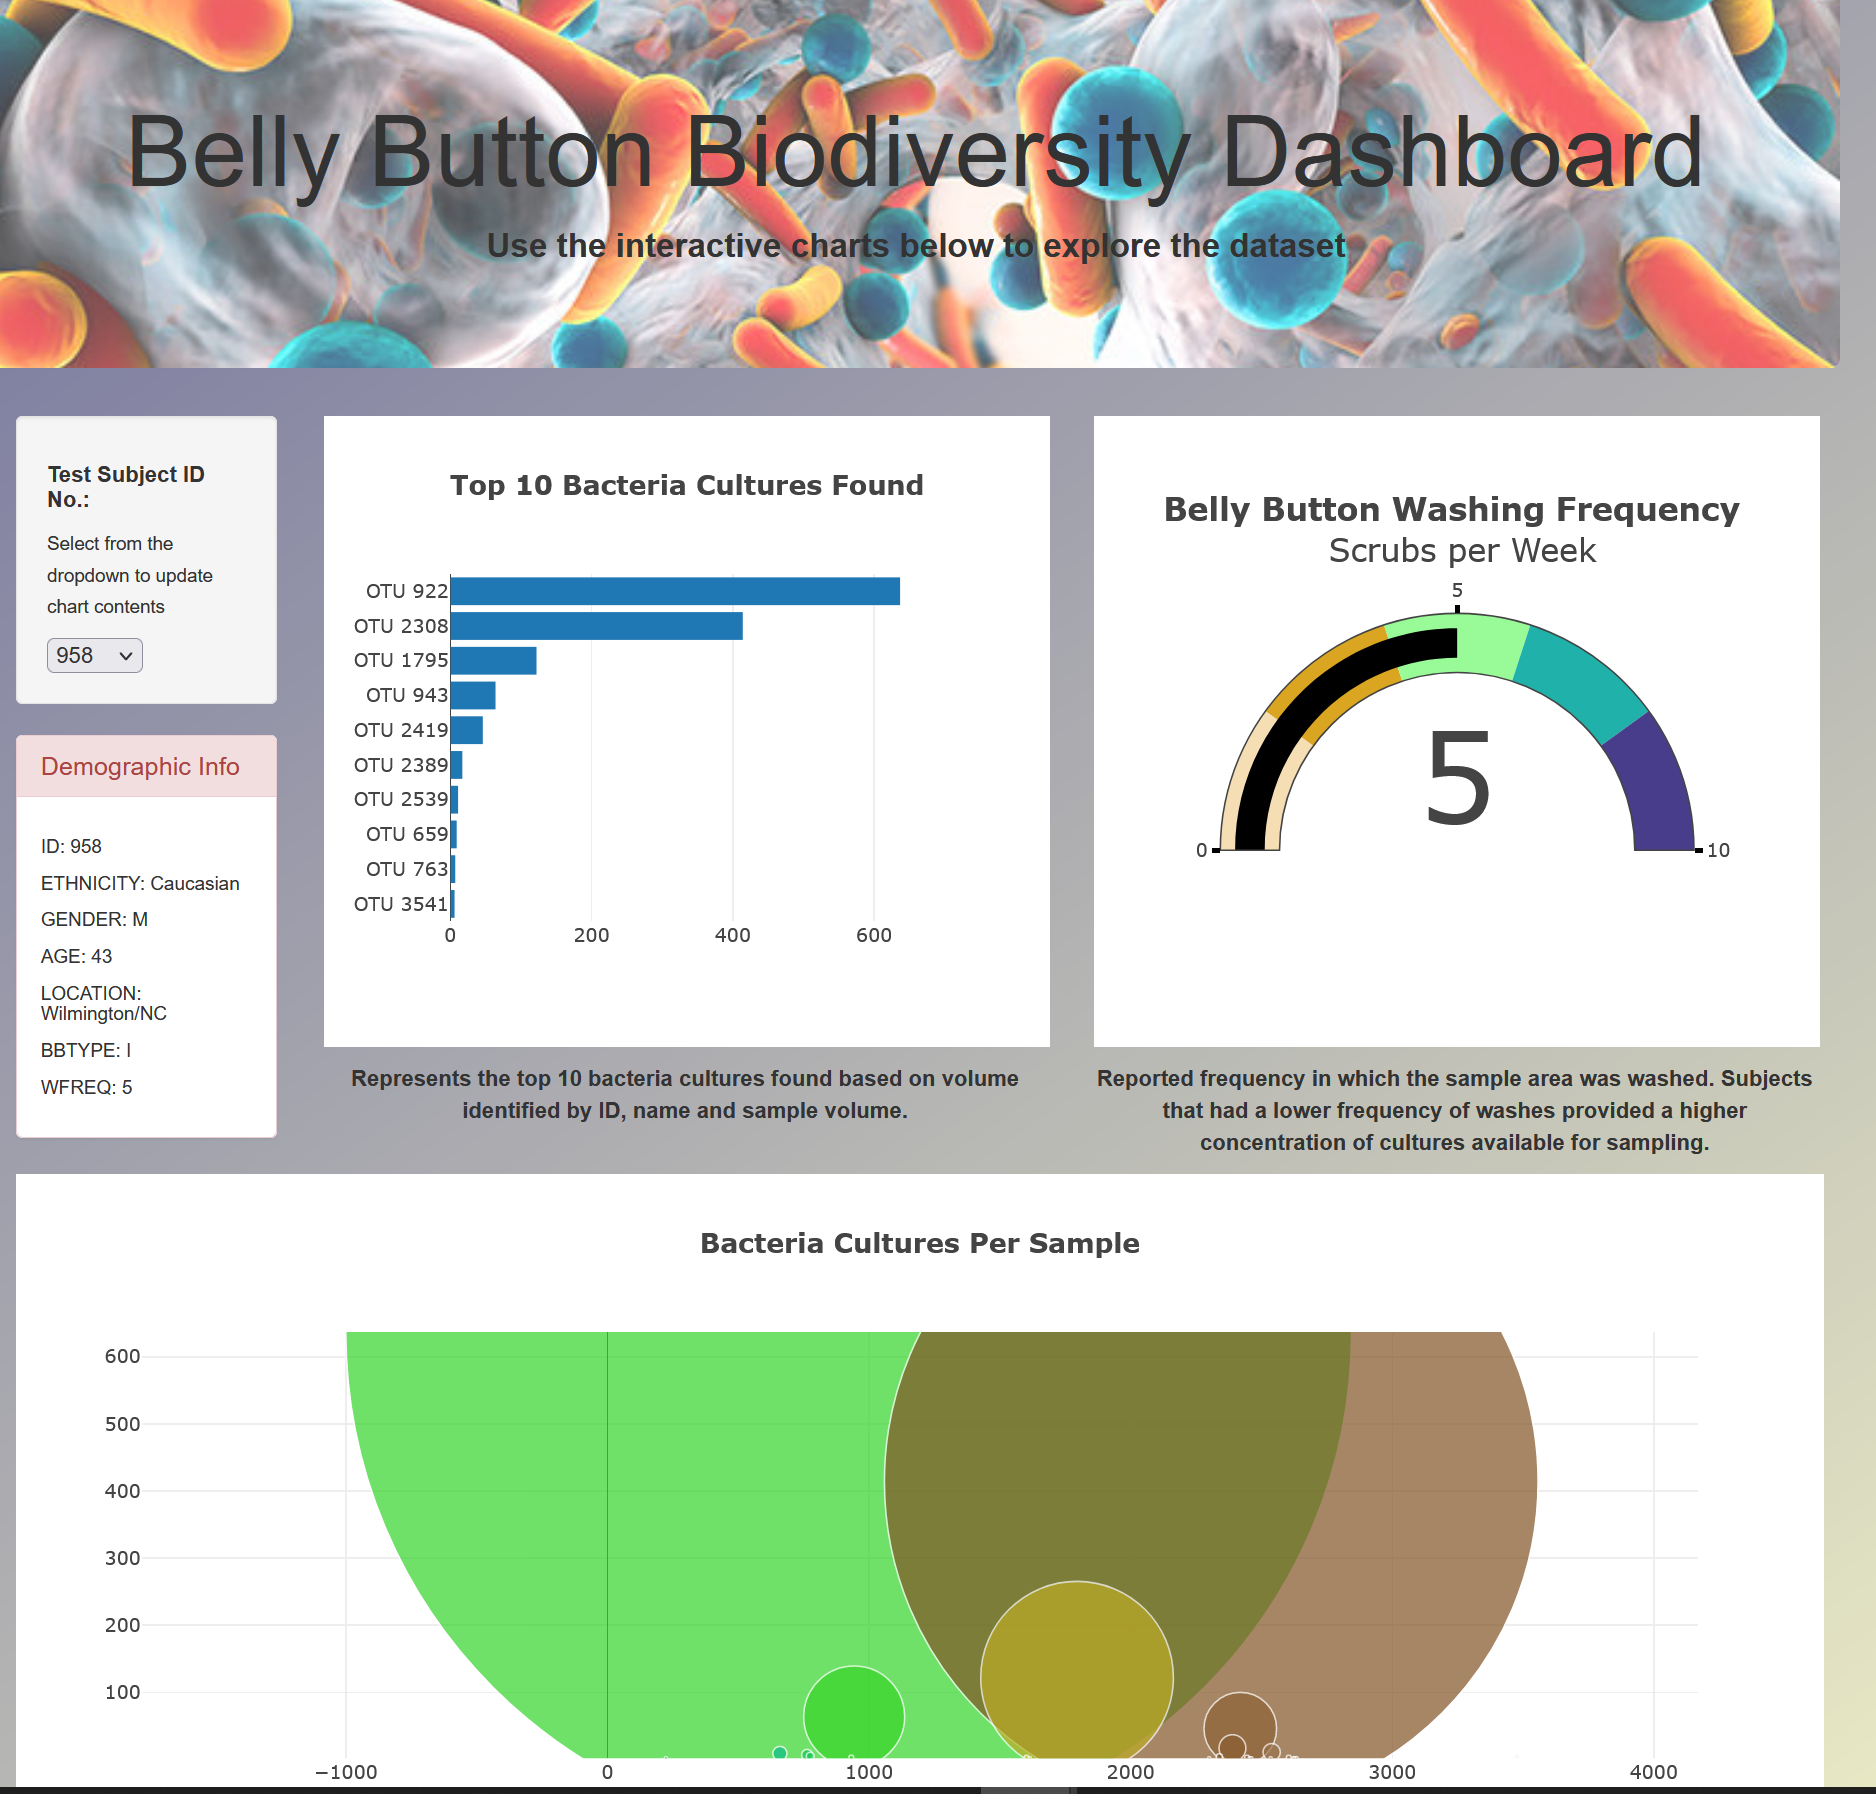 Belly Button Biodiversity Dashboard
Use the interactive charts below to explore the dataset
Test Subject ID
No.:
Select from the
dropdown to update
chart contents
958
Demographic Info
ID: 958
ETHNICITY: Caucasian
GENDER: M
AGE: 43
LOCATION:
Wilmington/NC
BBTYPE: I
WFREQ: 5
Top 10 Bacteria Cultures Found
OTU 922
OTU 2308
OTU 1795
OTU 943
OTU 2419
OTU 2389
OTU 2539
OTU 659
OTU 763
OTU 3541
0 200 400 600
Represents the top 10 bacteria cultures found based on volume
identified by ID, name and sample volume.
Belly Button Washing Frequency
Scrubs per Week
5
5
0 10
Reported frequency in which the sample area was washed. Subjects
that had a lower frequency of washes provided a higher
concentration of cultures available for sampling.
Bacteria Cultures Per Sample
600
500
400
300
200
100
−1000 0 1000 2000 3000 4000